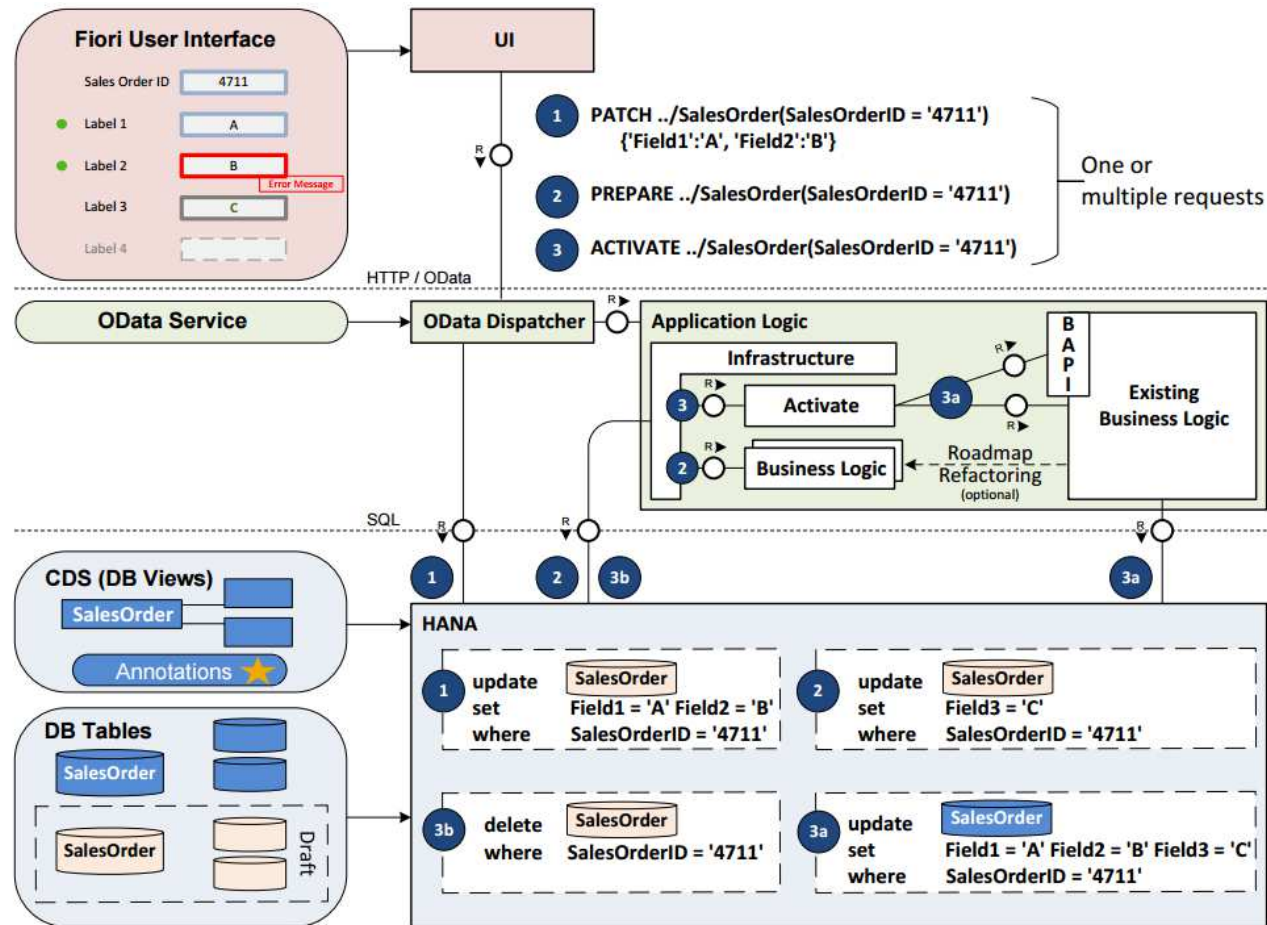 Fiori User Interface
Sales Order ID 4711
Label 1 A
Label 2 B
Error Message
Label 3 C
Label 4
UI
R
1 PATCH ../SalesOrder(SalesOrderID = '4711')
{'Field1':'A', 'Field2':'B'}
2 PREPARE ../SalesOrder(SalesOrderID = '4711')
3 ACTIVATE ../SalesOrder(SalesOrderID = '4711')
One or
multiple requests
HTTP / OData
OData Service
OData Dispatcher
R
Application Logic
Infrastructure
3
R
Activate
3a
R
R
BAPI
Existing
Business Logic
2
R
Business Logic
Roadmap
Refactoring
(optional)
SQL
R
R
R
1
2
3b
3a
CDS (DB Views)
SalesOrder
Annotations
DB Tables
SalesOrder
SalesOrder
Draft
HANA
1
update SalesOrder
set Field1 = 'A' Field2 = 'B'
where SalesOrderID = '4711'
2
update SalesOrder
set Field3 = 'C'
where SalesOrderID = '4711'
3b
delete SalesOrder
where SalesOrderID = '4711'
3a
update SalesOrder
set Field1 = 'A' Field2 = 'B' Field3 = 'C'
where SalesOrderID = '4711'